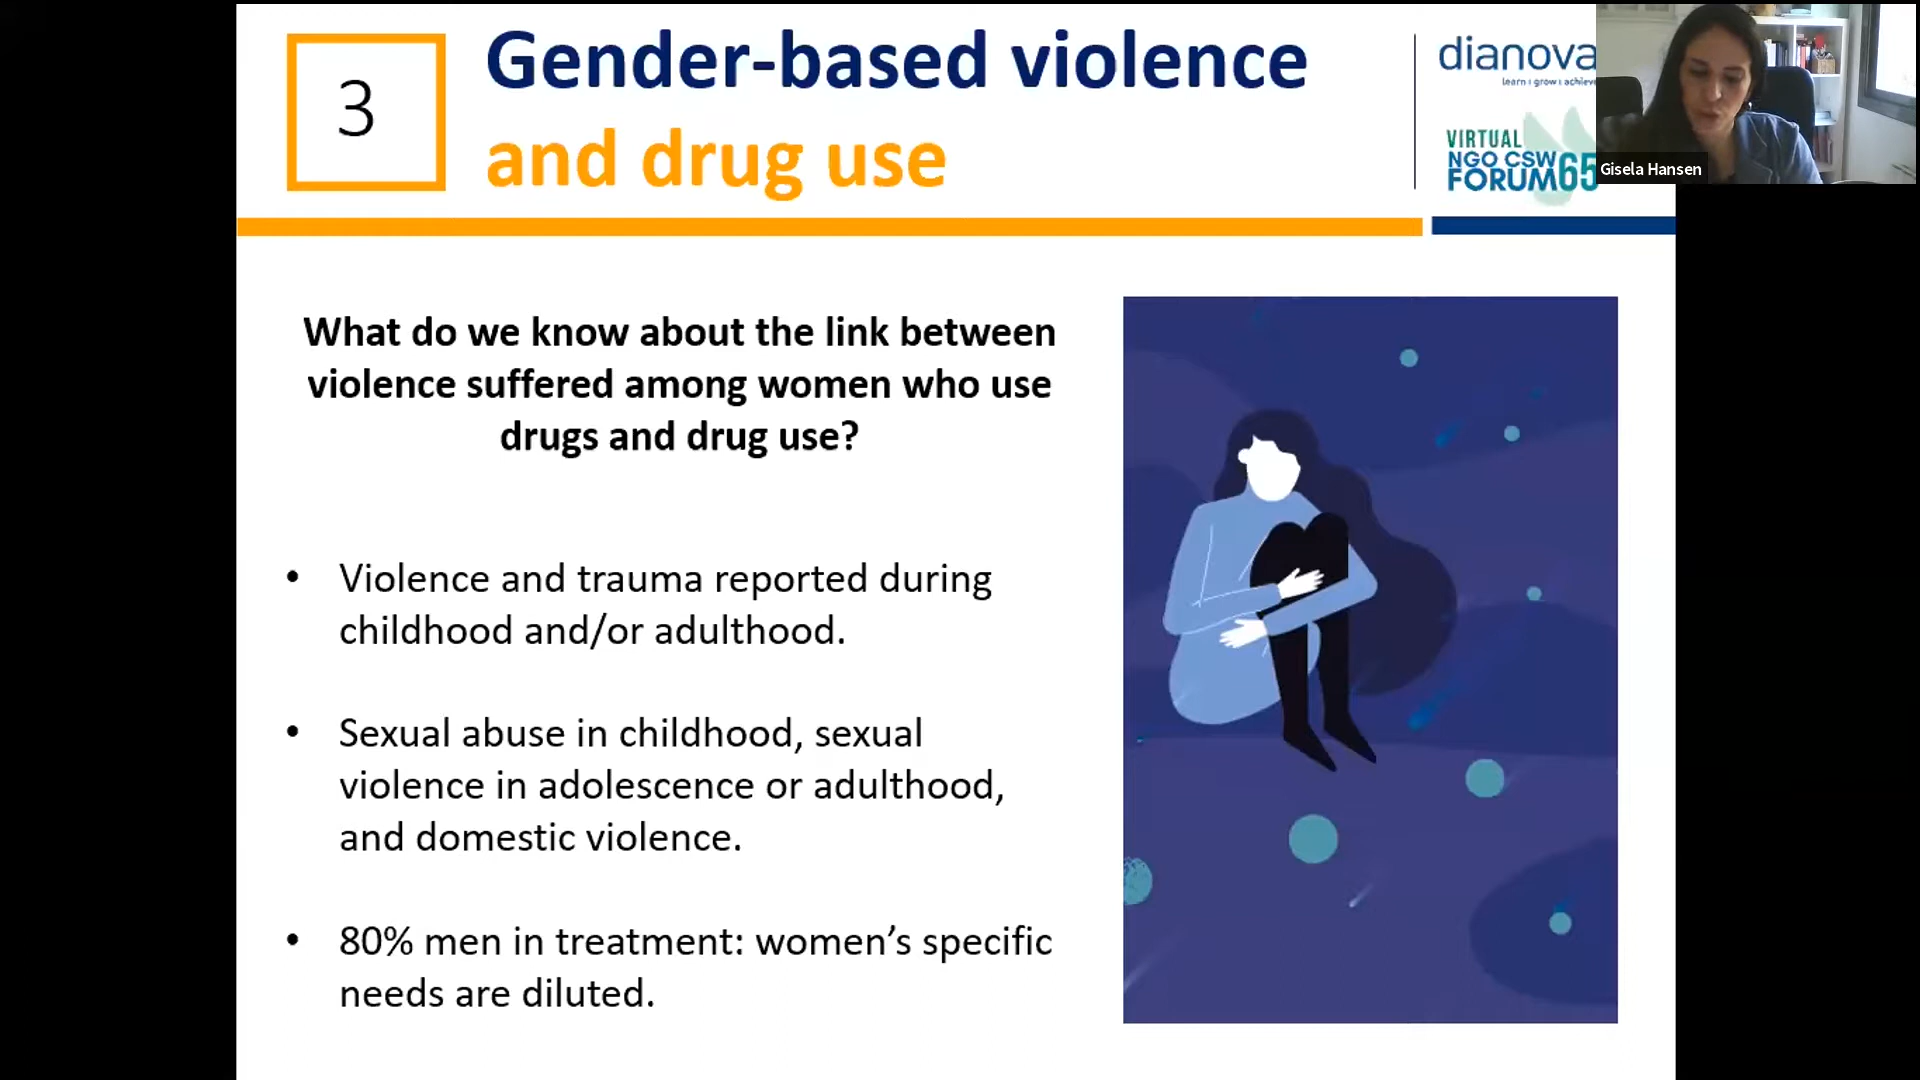 3
Gender-based violence
and drug use
dianova
learn ı grow ı achieve
VIRTUAL
NGO CSW
FORUM65
Gisela Hansen
What do we know about the link between
violence suffered among women who use
drugs and drug use?
• Violence and trauma reported during
childhood and/or adulthood.
• Sexual abuse in childhood, sexual
violence in adolescence or adulthood,
and domestic violence.
• 80% men in treatment: women’s specific
needs are diluted.